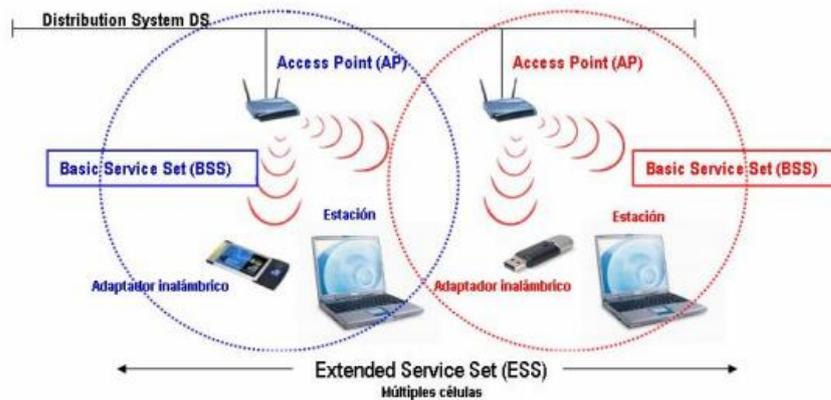 Distribution System DS
Access Point (AP)
Access Point (AP)
Basic Service Set (BSS)
Basic Service Set (BSS)
Estación
Estación
Adaptador inalámbrico
Adaptador inalámbrico
Extended Service Set (ESS)
Múltiples células